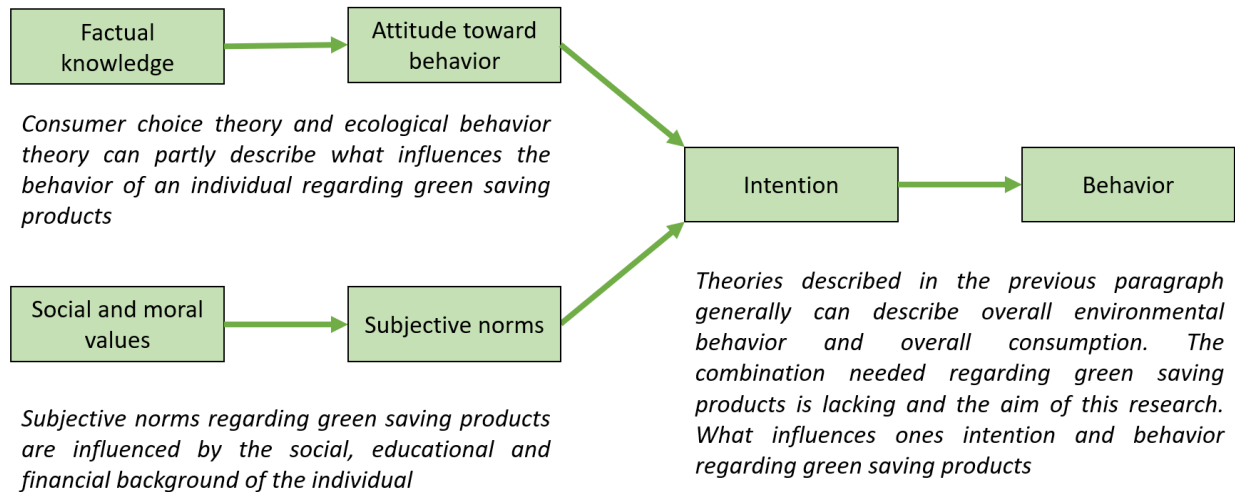 Factual
knowledge
Attitude toward
behavior
Consumer choice theory and ecological behavior
theory can partly describe what influences the
behavior of an individual regarding green saving
products
Intention
Behavior
Social and moral
values
Subjective norms
Subjective norms regarding green saving products
are influenced by the social, educational and
financial background of the individual
Theories described in the previous paragraph
generally can describe overall environmental
behavior and overall consumption. The
combination needed regarding green saving
products is lacking and the aim of this research.
What influences ones intention and behavior
regarding green saving products